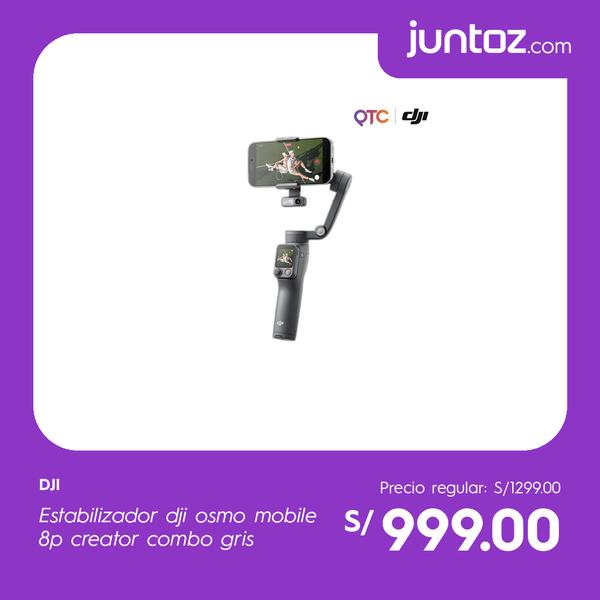 juntoz.com
QTC | dji
DJI
Estabilizador dji osmo mobile
8p creator combo gris
Precio regular: S/1299.00
S/ 999.00